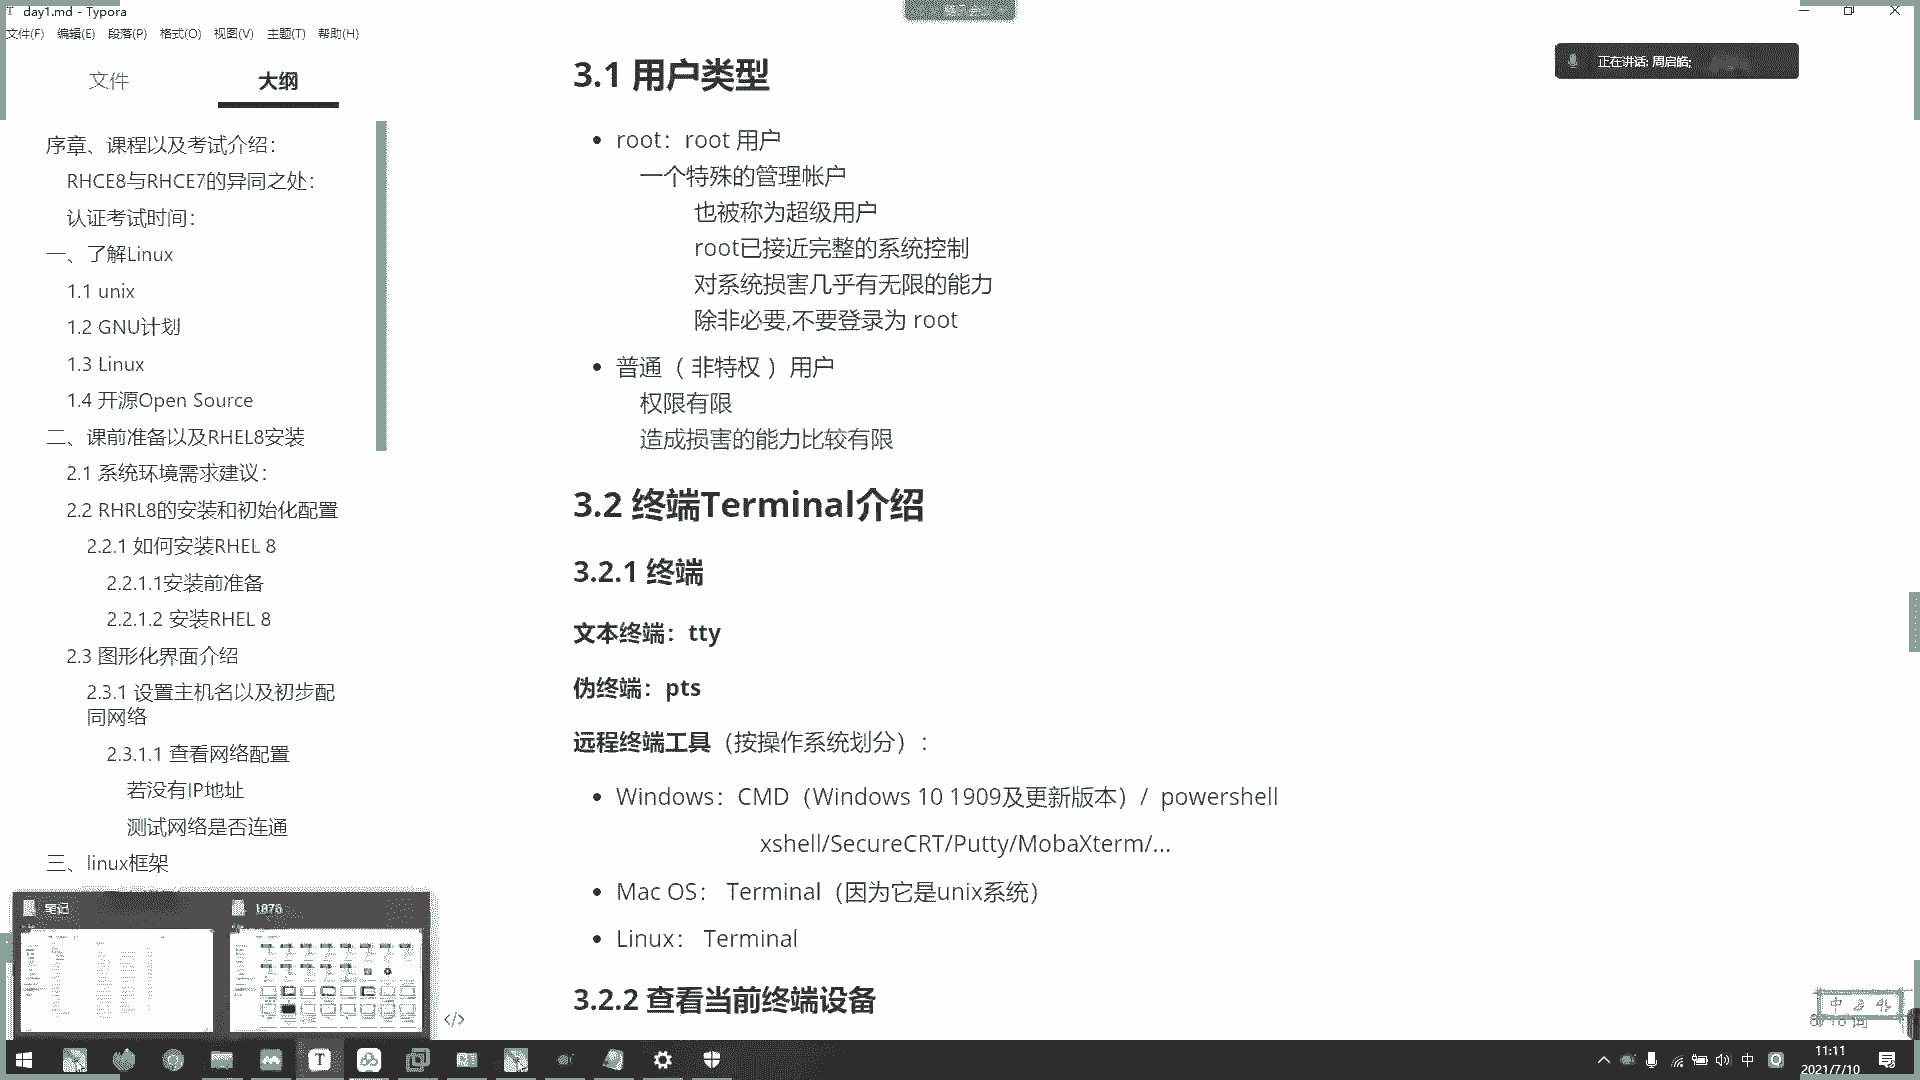 day1.md - Typora
文件(F) 编辑(E) 段落(P) 格式(O) 视图(V) 主题(T) 帮助(H)
正在讲话: 周启皓;
文件 大纲
序章、课程以及考试介绍：
RHCE8与RHCE7的异同之处：
认证考试时间：
一、了解Linux
1.1 unix
1.2 GNU计划
1.3 Linux
1.4 开源Open Source
二、课前准备以及RHEL8安装
2.1 系统环境需求建议：
2.2 RHRL8的安装和初始化配置
2.2.1 如何安装RHEL 8
2.2.1.1安装前准备
2.2.1.2 安装RHEL 8
2.3 图形化界面介绍
2.3.1 设置主机名以及初步配
同网络
2.3.1.1 查看网络配置
若没有IP地址
测试网络是否连通
三、linux框架
3.1 用户类型
root：root 用户
一个特殊的管理帐户
也被称为超级用户
root已接近完整的系统控制
对系统损害几乎有无限的能力
除非必要,不要登录为 root
普通（ 非特权 ）用户
权限有限
造成损害的能力比较有限
3.2 终端Terminal介绍
3.2.1 终端
文本终端：tty
伪终端：pts
远程终端工具（按操作系统划分）：
Windows：CMD（Windows 10 1909及更新版本）/ powershell
xshell/SecureCRT/Putty/MobaXterm/...
Mac OS： Terminal（因为它是unix系统）
Linux： Terminal
3.2.2 查看当前终端设备
笔记 1876
</>
中
中
11:11
2021/7/10